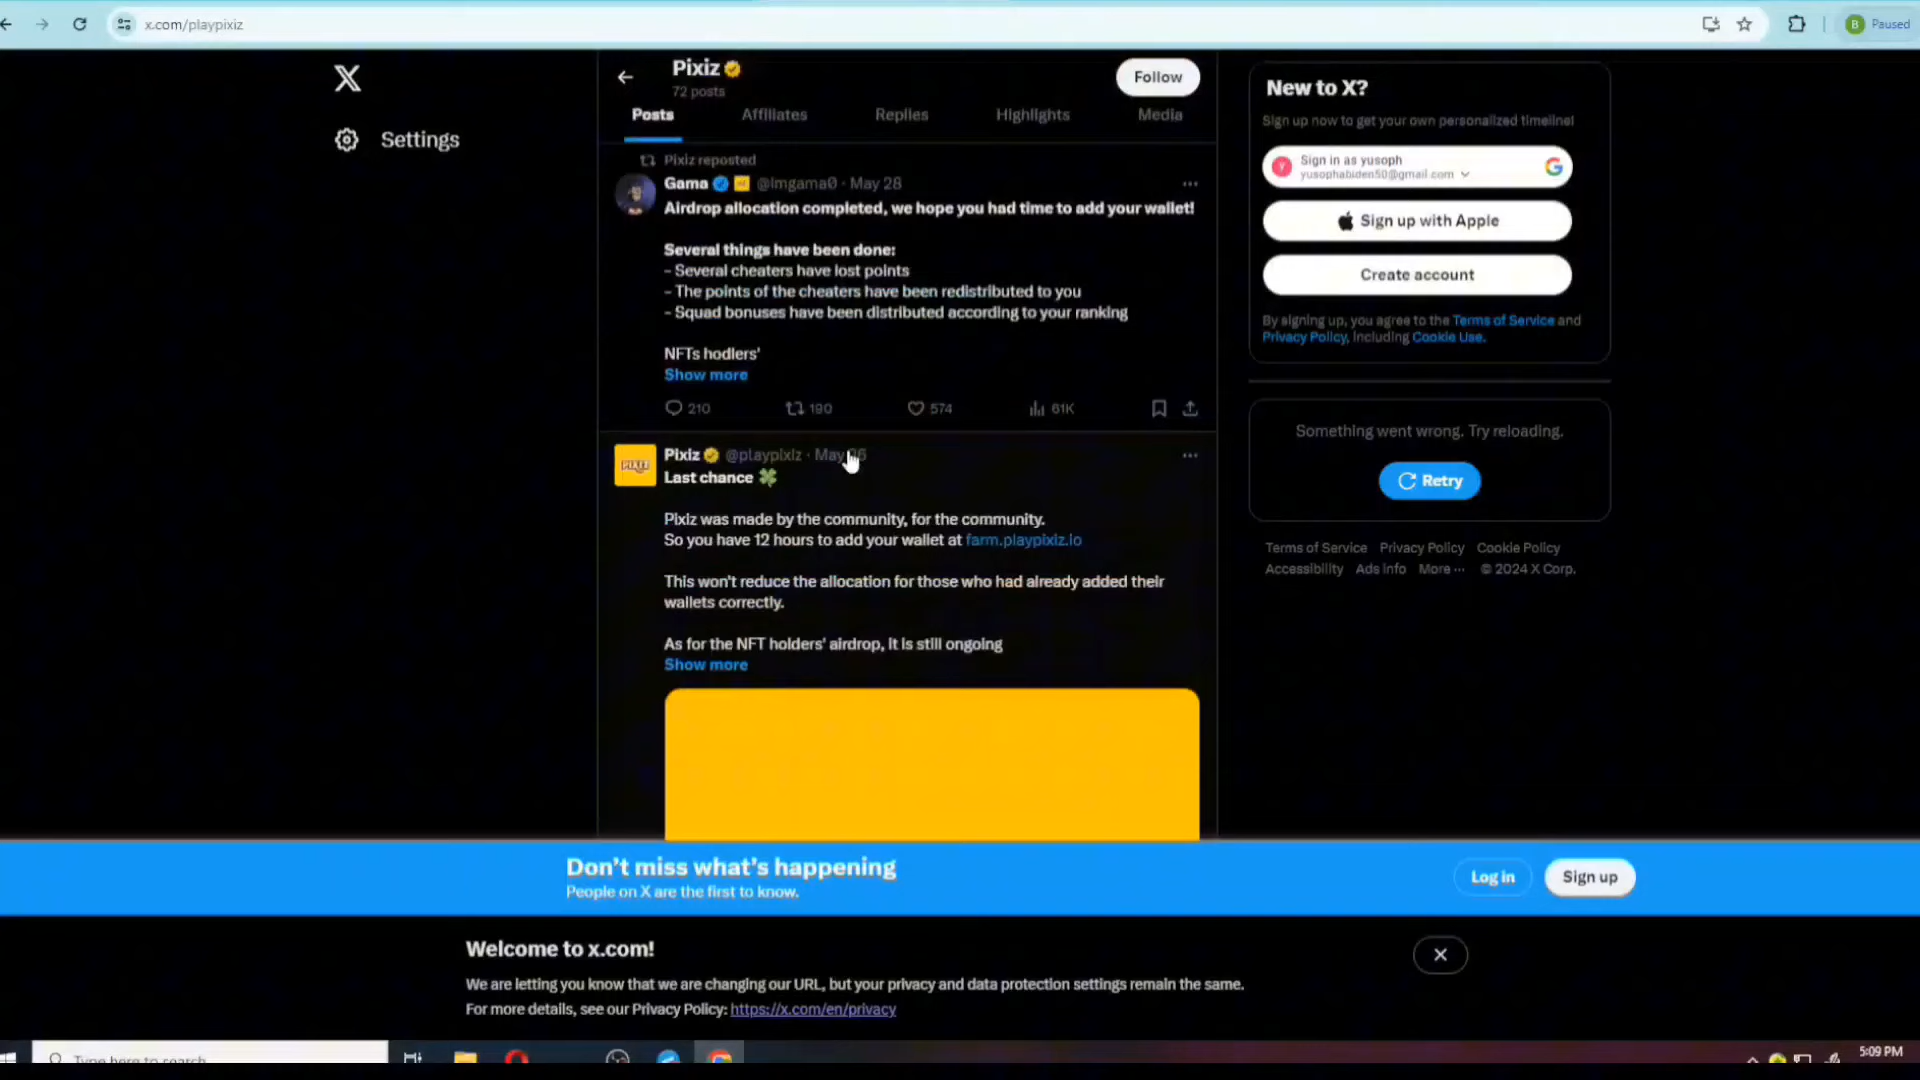 x.com/playpixiz
B Paused
Pixiz
72 posts
Follow
Posts Affiliates Replies Highlights Media
Settings
Pixiz reposted
Gama @Imgama0 · May 28
Airdrop allocation completed, we hope you had time to add your wallet!
Several things have been done:
- Several cheaters have lost points
- The points of the cheaters have been redistributed to you
- Squad bonuses have been distributed according to your ranking
NFTs hodlers'
Show more
210 190 574 61K
PIXIZ
Pixiz @playpixiz · May
Last chance
Pixiz was made by the community, for the community.
So you have 12 hours to add your wallet at farm.playpixiz.io
This won't reduce the allocation for those who had already added their
wallets correctly.
As for the NFT holders' airdrop, it is still ongoing
Show more
New to X?
Sign up now to get your own personalized timeline!
Y
Sign in as yusoph
yusophabiden50@gmail.com
Sign up with Apple
Create account
By signing up, you agree to the Terms of Service and
Privacy Policy, including Cookie Use.
Something went wrong. Try reloading.
Retry
Terms of Service Privacy Policy Cookie Policy
Accessibility Ads info More ··· © 2024 X Corp.
Don't miss what's happening
People on X are the first to know.
Log in
Sign up
Welcome to x.com!
We are letting you know that we are changing our URL, but your privacy and data protection settings remain the same.
For more details, see our Privacy Policy: https://x.com/en/privacy
Type here to search
5:09 PM